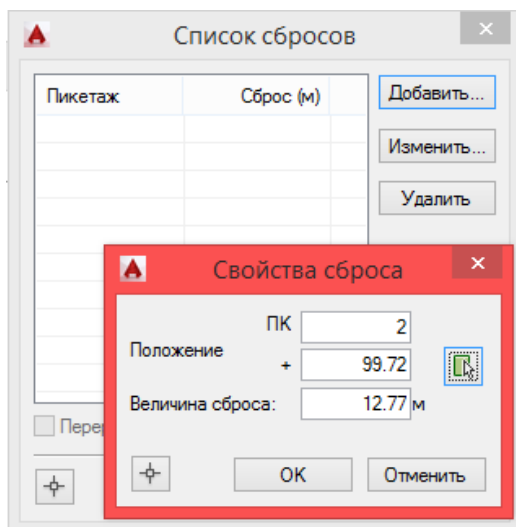 Список сбросов
Пикетаж Сброс (м) Добавить...
Изменить...
Удалить
Свойства сброса
ПК 2
Положение
+ 99.72
Величина сброса: 12.77 м
OK Отменить